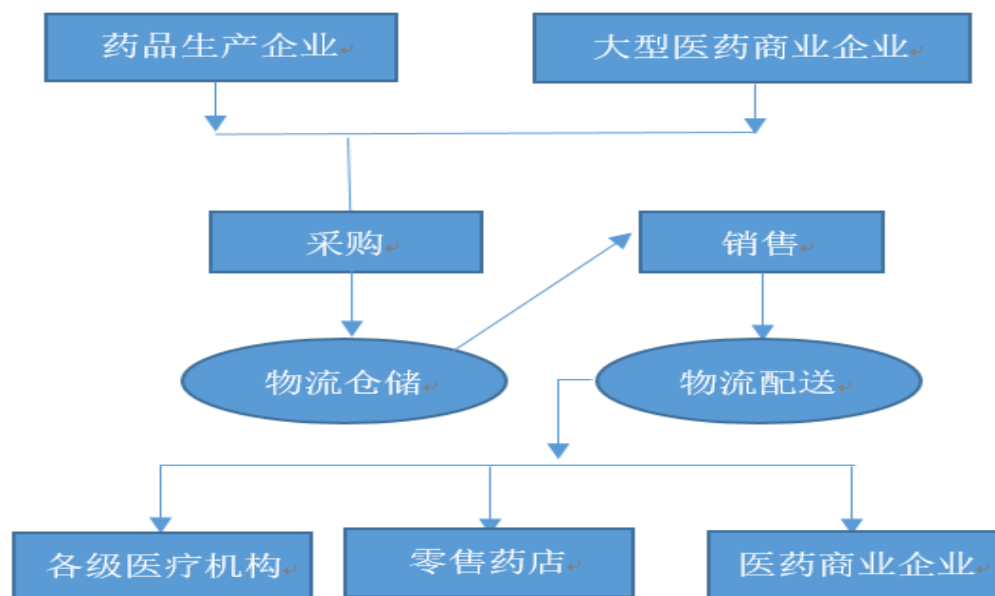 药品生产企业
大型医药商业企业
采购
销售
物流仓储
物流配送
各级医疗机构
零售药店
医药商业企业